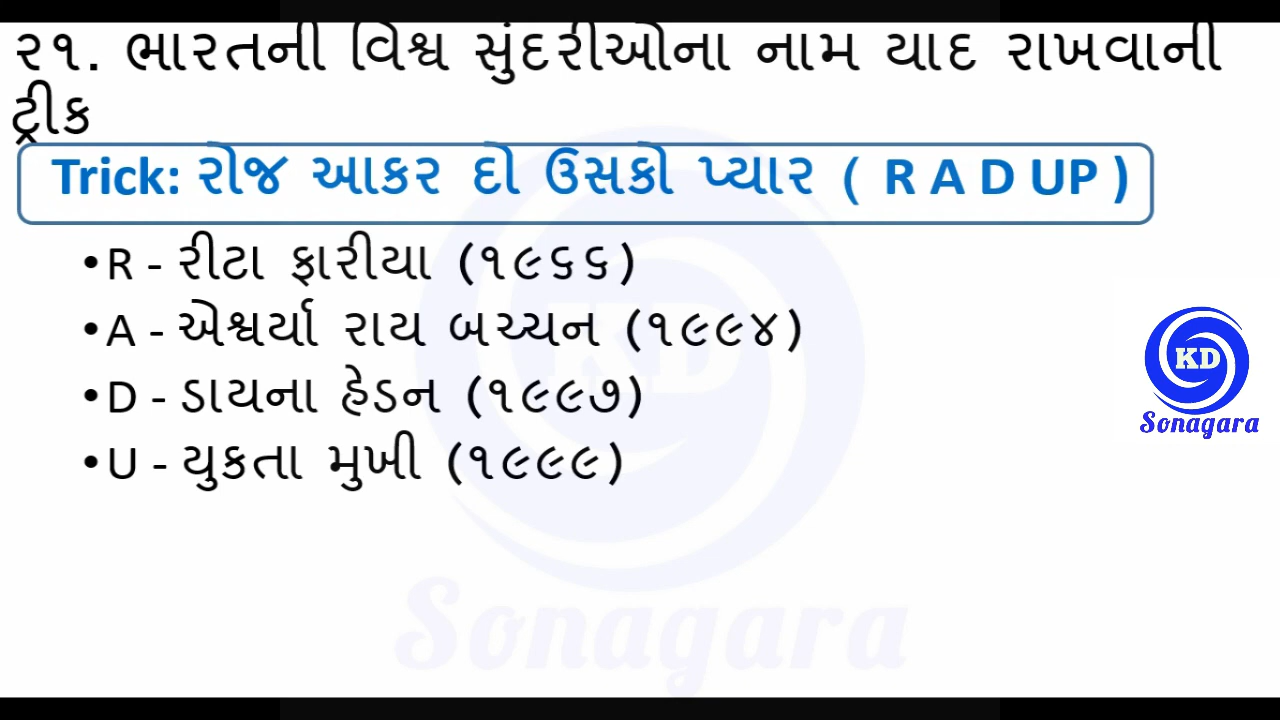 ૨૧. ભારતની વિશ્વ સુંદરીઓના નામ યાદ રાખવાની
ટ્રીક
Trick: રોજ આકર દો ઉસકો પ્યાર ( R A D UP )
•R - રીટા ફારીયા (૧૯૬૬)
•A - એશ્વર્યા રાય બચ્ચન (૧૯૯૪)
•D - ડાયના હેડન (૧૯૯૭)
•U - યુકતા મુખી (૧૯૯૯)
KD
Sonagara
KD
Sonagara